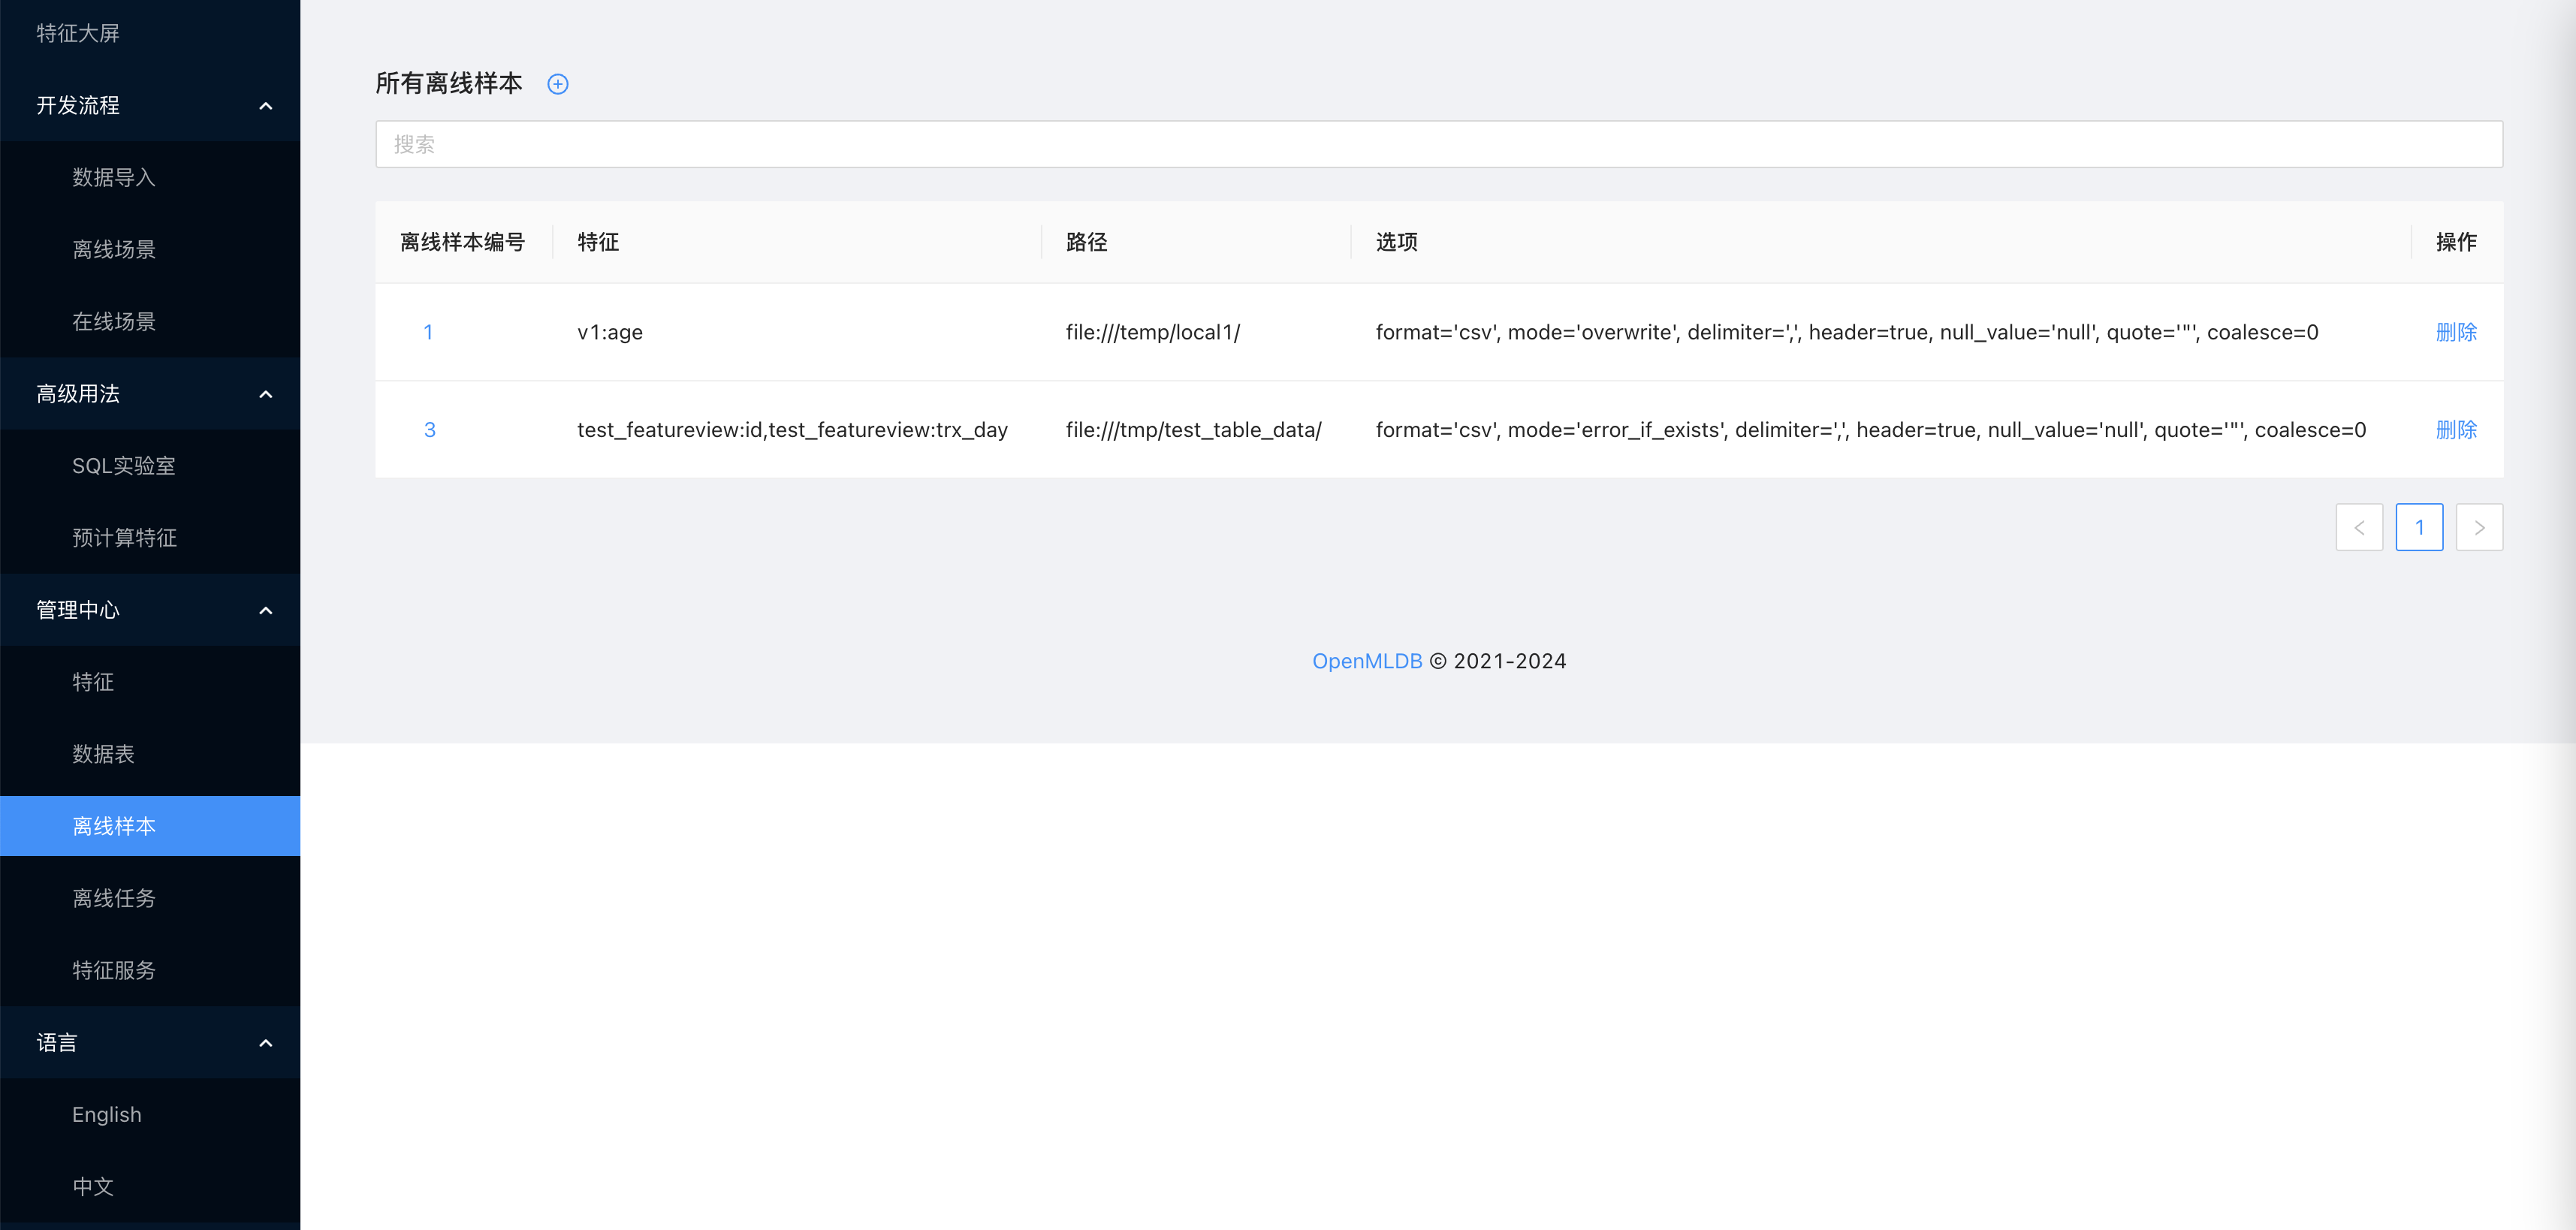 特征大屏
开发流程
数据导入
离线场景
在线场景
高级用法
SQL实验室
预计算特征
管理中心
特征
数据表
离线样本
离线任务
特征服务
语言
English
中文
所有离线样本
搜索
离线样本编号 特征 路径 选项 操作
1 v1:age file:///temp/local1/ format='csv', mode='overwrite', delimiter=',', header=true, null_value='null', quote='"', coalesce=0 删除
3 test_featureview:id,test_featureview:trx_day file:///tmp/test_table_data/ format='csv', mode='error_if_exists', delimiter=',', header=true, null_value='null', quote='"', coalesce=0 删除
< 1 >
OpenMLDB © 2021-2024